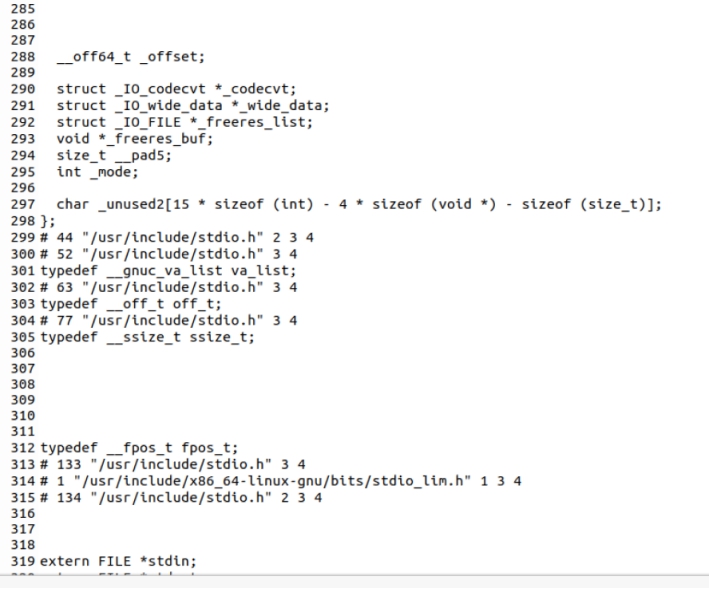 285
286
287
288 __off64_t _offset;
289
290 struct _IO_codecvt *_codecvt;
291 struct _IO_wide_data *_wide_data;
292 struct _IO_FILE *_freeres_list;
293 void *_freeres_buf;
294 size_t __pad5;
295 int _mode;
296
297 char _unused2[15 * sizeof (int) - 4 * sizeof (void *) - sizeof (size_t)];
298 };
299 # 44 "/usr/include/stdio.h" 2 3 4
300 # 52 "/usr/include/stdio.h" 3 4
301 typedef __gnuc_va_list va_list;
302 # 63 "/usr/include/stdio.h" 3 4
303 typedef __off_t off_t;
304 # 77 "/usr/include/stdio.h" 3 4
305 typedef __ssize_t ssize_t;
306
307
308
309
310
311
312 typedef __fpos_t fpos_t;
313 # 133 "/usr/include/stdio.h" 3 4
314 # 1 "/usr/include/x86_64-linux-gnu/bits/stdio_lim.h" 1 3 4
315 # 134 "/usr/include/stdio.h" 2 3 4
316
317
318
319 extern FILE *stdin;